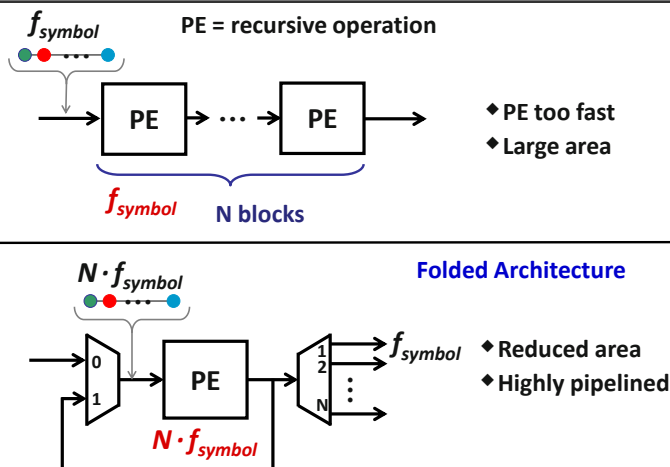 f_symbol
PE = recursive operation
PE
PE
◆ PE too fast
◆ Large area
f_symbol
N blocks
N · f_symbol
Folded Architecture
0
1
PE
1
2
N
f_symbol
◆ Reduced area
◆ Highly pipelined
N · f_symbol